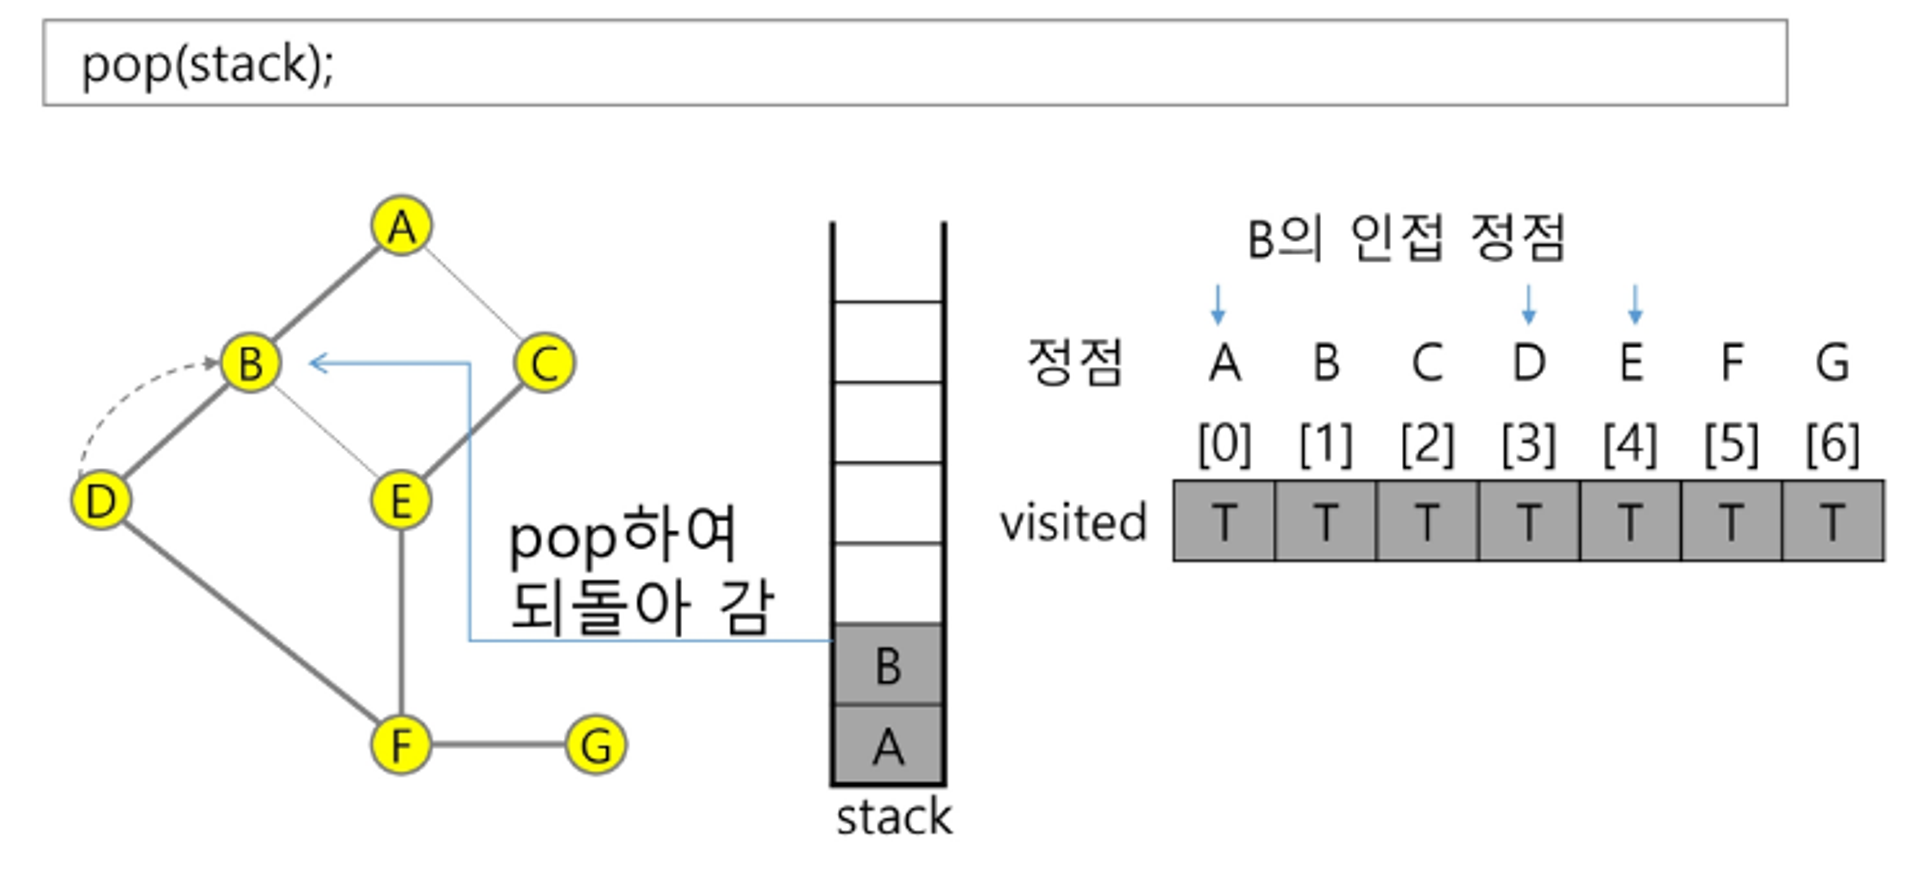 pop(stack);
A
B
C
D
E
F
G
pop하여
되돌아 감
B
A
stack
B의 인접 정점
정점 A B C D E F G
[0] [1] [2] [3] [4] [5] [6]
visited T T T T T T T